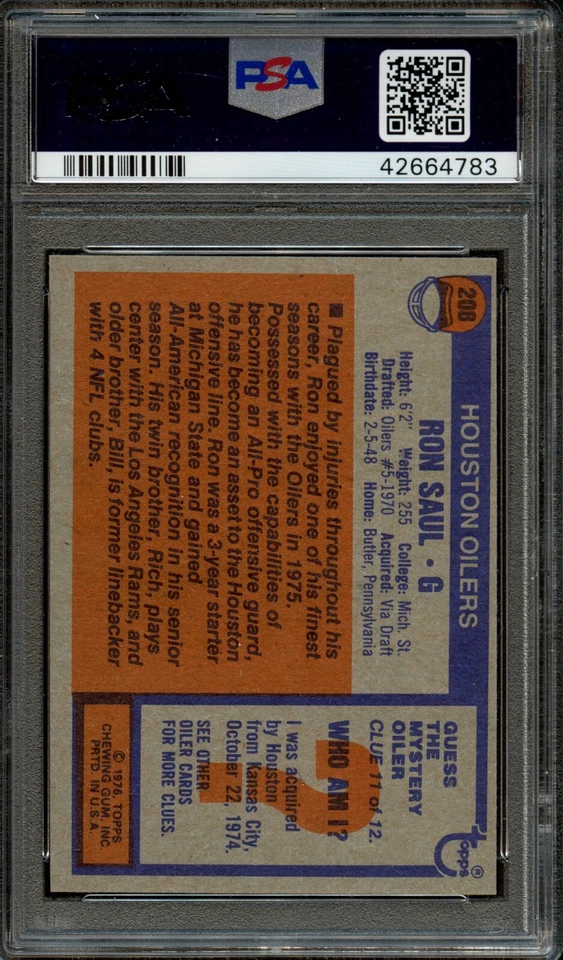 PSA
PSA
42664783
208
HOUSTON OILERS
RON SAUL • G
Height: 6'2" Weight: 255 College: Mich. St.
Drafted: Oilers #5-1970 Acquired: Via Draft
Birthdate: 2-5-48 Home: Butler, Pennsylvania
■ Plagued by injuries throughout his
career, Ron enjoyed one of his finest
seasons with the Oilers in 1975.
Possessed with the capabilities of
becoming an All-Pro offensive guard,
he has become an asset to the Houston
offensive line. Ron was a 3-year starter
at Michigan State and gained
All-American recognition in his senior
season. His twin brother, Rich, plays
center with the Los Angeles Rams, and
older brother, Bill, is former linebacker
with 4 NFL clubs.
topps®
GUESS
THE
MYSTERY
OILER
CLUE 11 of 12.
WHO AM I?
I was acquired
by Houston
from Kansas City,
October 22, 1974.
SEE OTHER
OILER CARDS
FOR MORE CLUES.
© 1976, TOPPS
CHEWING GUM, INC.
PRTD. IN U.S.A.